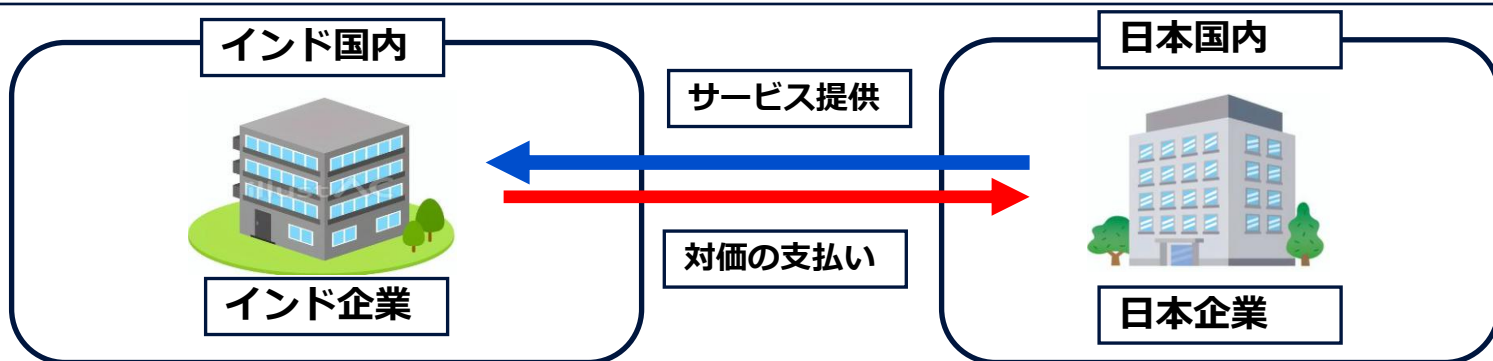 インド国内
日本国内
サービス提供
対価の支払い
インド企業
日本企業